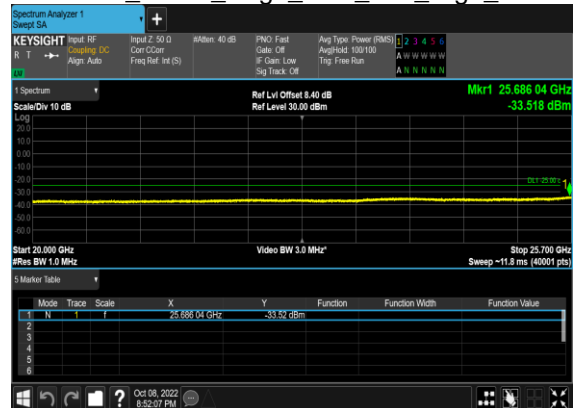 Spectrum Analyzer 1
Swept SA
+
KEYSIGHT
R T
LXI
Input: RF
Coupling: DC
Align: Auto
Input Z: 50 Ω
Corr CCorr
Freq Ref: Int (S)
#Atten: 40 dB
PNO: Fast
Gate: Off
IF Gain: Low
Sig Track: Off
Avg Type: Power (RMS)
Avg|Hold: 100/100
Trig: Free Run
1 2 3 4 5 6
A W W W W W
A N N N N N
1 Spectrum
Scale/Div 10 dB
Log
Ref Lvl Offset 8.40 dB
Ref Level 30.00 dBm
Mkr1 25.686 04 GHz
-33.518 dBm
20.0
10.0
0.00
-10.0
-20.0
-30.0
-40.0
-50.0
-60.0
1
Start 20.000 GHz
#Res BW 1.0 MHz
Video BW 3.0 MHz*
Stop 25.700 GHz
Sweep ~11.8 ms (40001 pts)
5 Marker Table
Mode Trace Scale X Y Function Function Width Function Value
1 N 1 f 25.686 04 GHz -33.52 dBm
2
3
4
5
6
?
Oct 08, 2022
8:52:07 PM